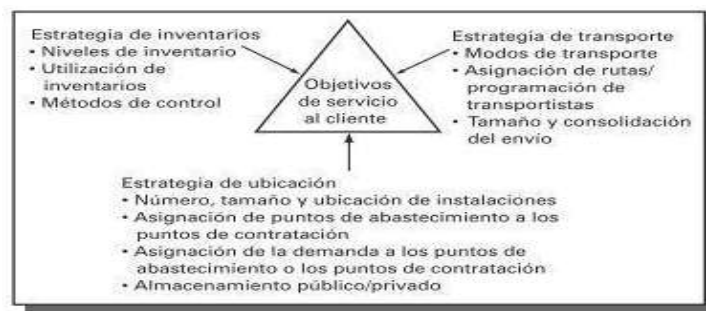 Estrategia de inventarios
• Niveles de inventario
• Utilización de
inventarios
• Métodos de control
Objetivos
de servicio
al cliente
Estrategia de transporte
• Modos de transporte
• Asignación de rutas/
programación de
transportistas
• Tamaño y consolidación
del envío
Estrategia de ubicación
• Número, tamaño y ubicación de instalaciones
• Asignación de puntos de abastecimiento a los
puntos de contratación
• Asignación de la demanda a los puntos de
abastecimiento o los puntos de contratación
• Almacenamiento público/privado